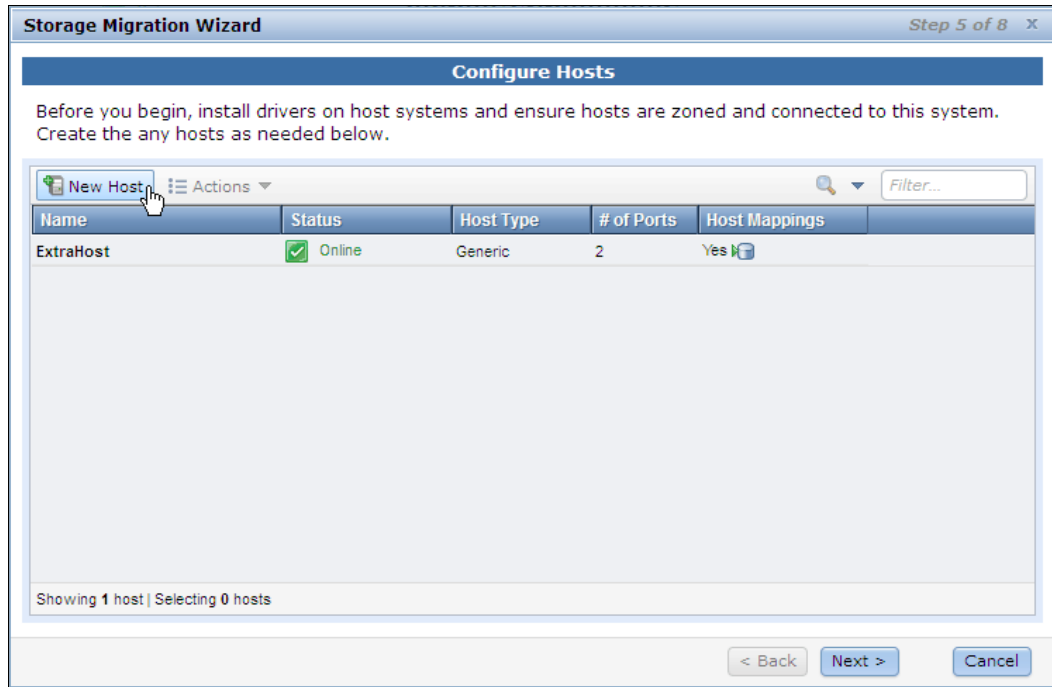 Storage Migration Wizard Step 5 of 8 x
Configure Hosts
Before you begin, install drivers on host systems and ensure hosts are zoned and connected to this system.
Create the any hosts as needed below.
New Host Actions Filter...
Name Status Host Type # of Ports Host Mappings
ExtraHost Online Generic 2 Yes
Showing 1 host | Selecting 0 hosts
< Back Next > Cancel